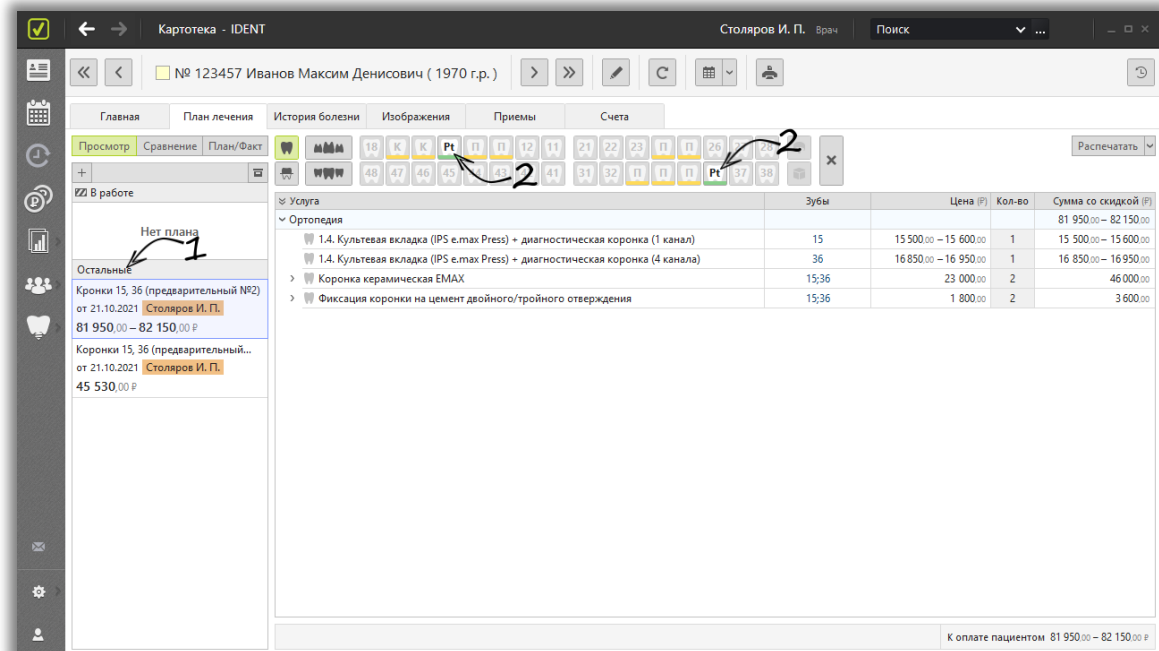 Картотека - IDENT
Столяров И. П. Врач
Поиск
...
№ 123457 Иванов Максим Денисович ( 1970 г.р. )
Главная
План лечения
История болезни
Изображения
Приемы
Счета
Просмотр
Сравнение
План/Факт
18 К К Pt П П 12 11 21 22 23 П П 26 28
48 47 46 45 43 41 31 32 П П П Pt 37 38
Распечатать
2
2
В работе
Нет плана
1
Остальные
Кронки 15, 36 (предварительный №2)
от 21.10.2021 Столяров И. П.
81 950,00 – 82 150,00 ₽
Коронки 15, 36 (предварительный...
от 21.10.2021 Столяров И. П.
45 530,00 ₽
Услуга Зубы Цена (₽) Кол-во Сумма со скидкой (₽)
Ортопедия 81 950,00 – 82 150,00
1.4. Культевая вкладка (IPS e.max Press) + диагностическая коронка (1 канал) 15 15 500,00 – 15 600,00 1 15 500,00 – 15 600,00
1.4. Культевая вкладка (IPS e.max Press) + диагностическая коронка (4 канала) 36 16 850,00 – 16 950,00 1 16 850,00 – 16 950,00
Коронка керамическая EMAX 15;36 23 000,00 2 46 000,00
Фиксация коронки на цемент двойного/тройного отверждения 15;36 1 800,00 2 3 600,00
К оплате пациентом 81 950,00 – 82 150,00 ₽